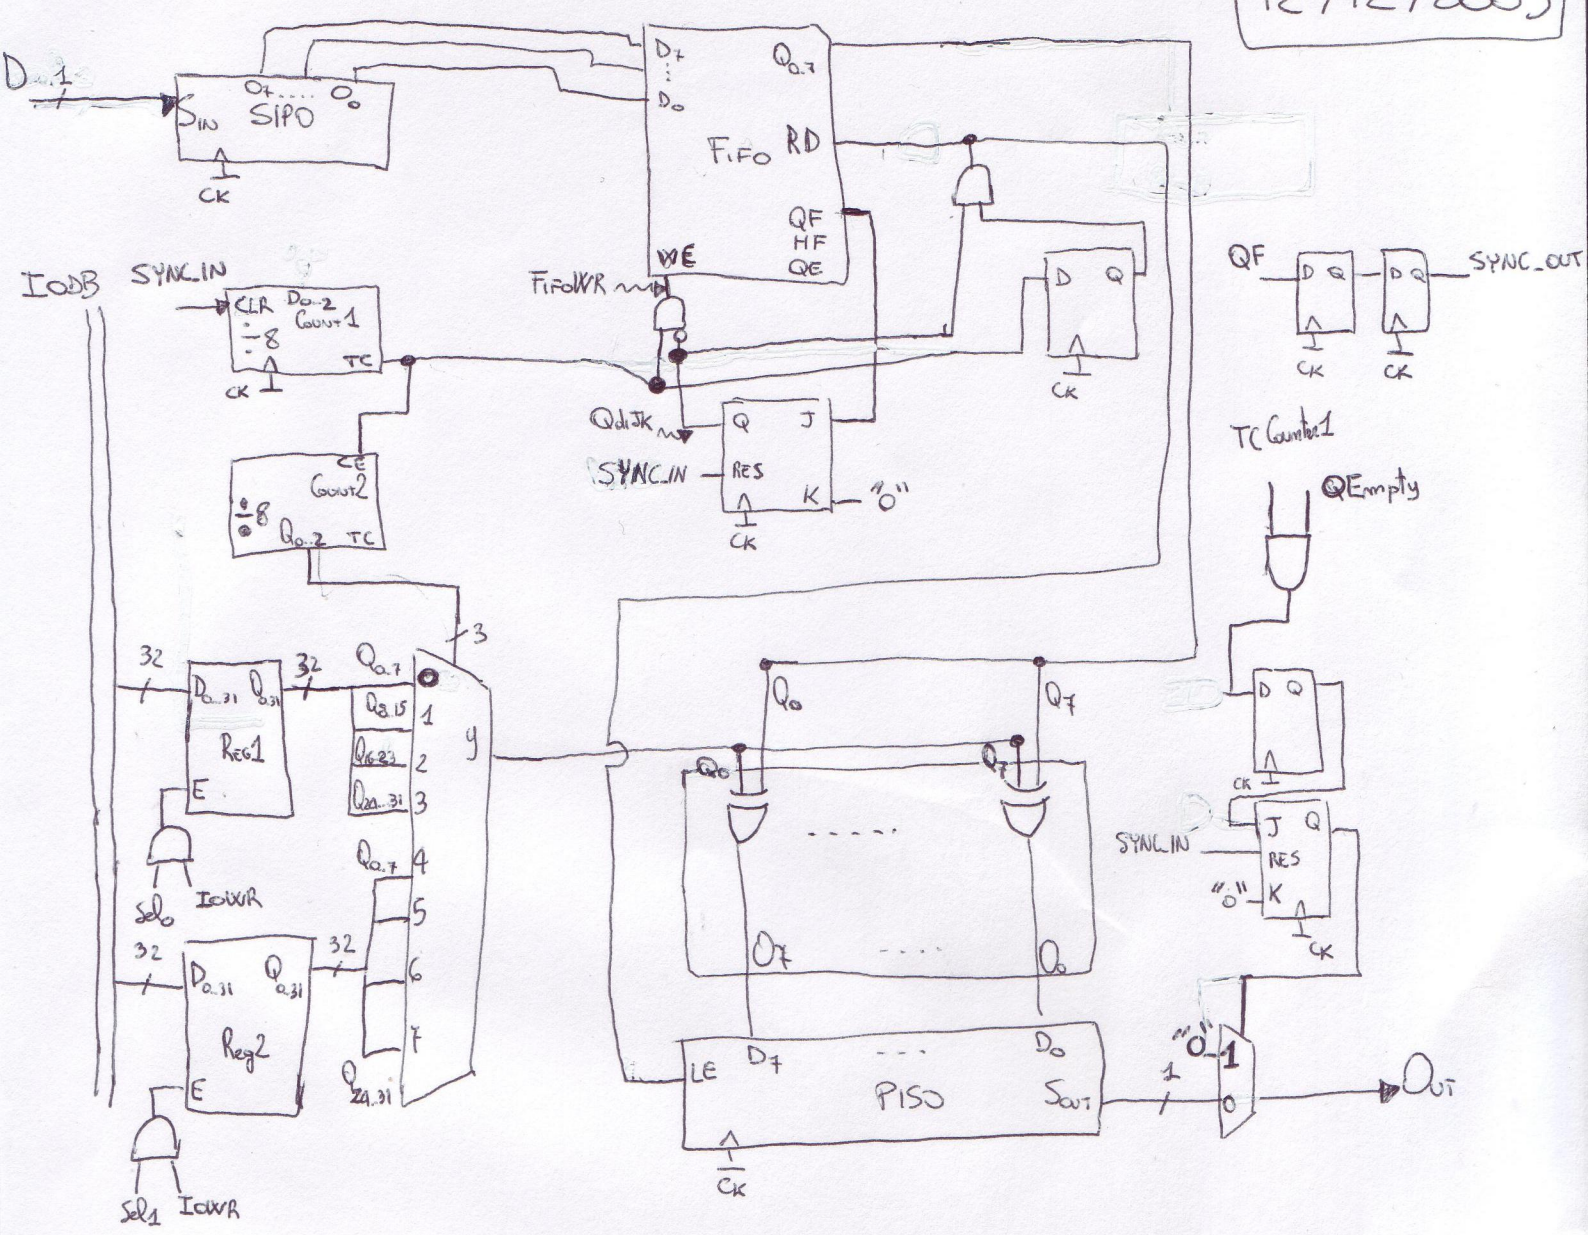 12/12/2003
D 1
SIN
O7.....O0
SIPO
CK
D7
D0
Q0..7
FIFO
RD
QF
HF
QE
WE
FIFOWR
IODB
SYNC_IN
CLR
D0..2
Count1
÷8
TC
CK
D Q
CK
QF
D Q
D Q
SYNC_OUT
CK
CK
QdiJK
Q J
SYNC_IN
RES
K
"0"
CK
CE
Count2
÷8
Q0..2
TC
TC Counter1
QEmpty
3
32
D0..31
Q0..31
REG1
E
32
Q0..7
0
Q8..15
1
Q16..23
2
Q24..31
3
y
Sel0
IOWR
Q0..7
4
5
6
7
Q24..31
32
D0..31
Q0..31
Reg2
E
32
Sel1
IOWR
Q0
Q7
Q0
Q7
.....
O7
....
O0
LE
D7
....
D0
PISO
SOUT
CK
1
D Q
CK
J Q
SYNC_IN
RES
"0"
K
CK
"0"
1
0
OUT